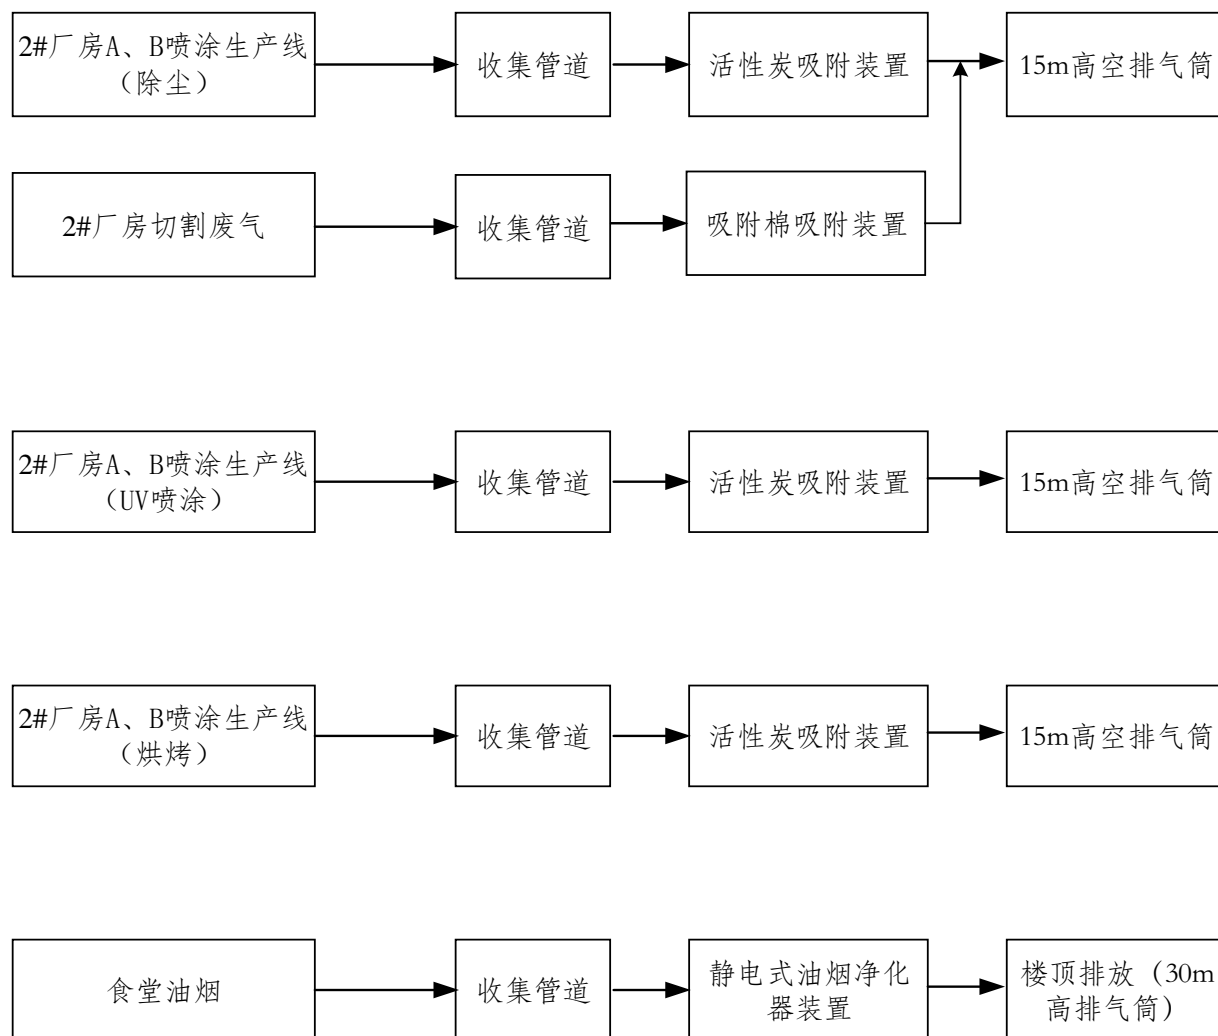 2#厂房A、B喷涂生产线
（除尘）
收集管道
活性炭吸附装置
15m高空排气筒
2#厂房切割废气
收集管道
吸附棉吸附装置
2#厂房A、B喷涂生产线
（UV喷涂）
收集管道
活性炭吸附装置
15m高空排气筒
2#厂房A、B喷涂生产线
（烘烤）
收集管道
活性炭吸附装置
15m高空排气筒
食堂油烟
收集管道
静电式油烟净化
器装置
楼顶排放（30m
高排气筒）